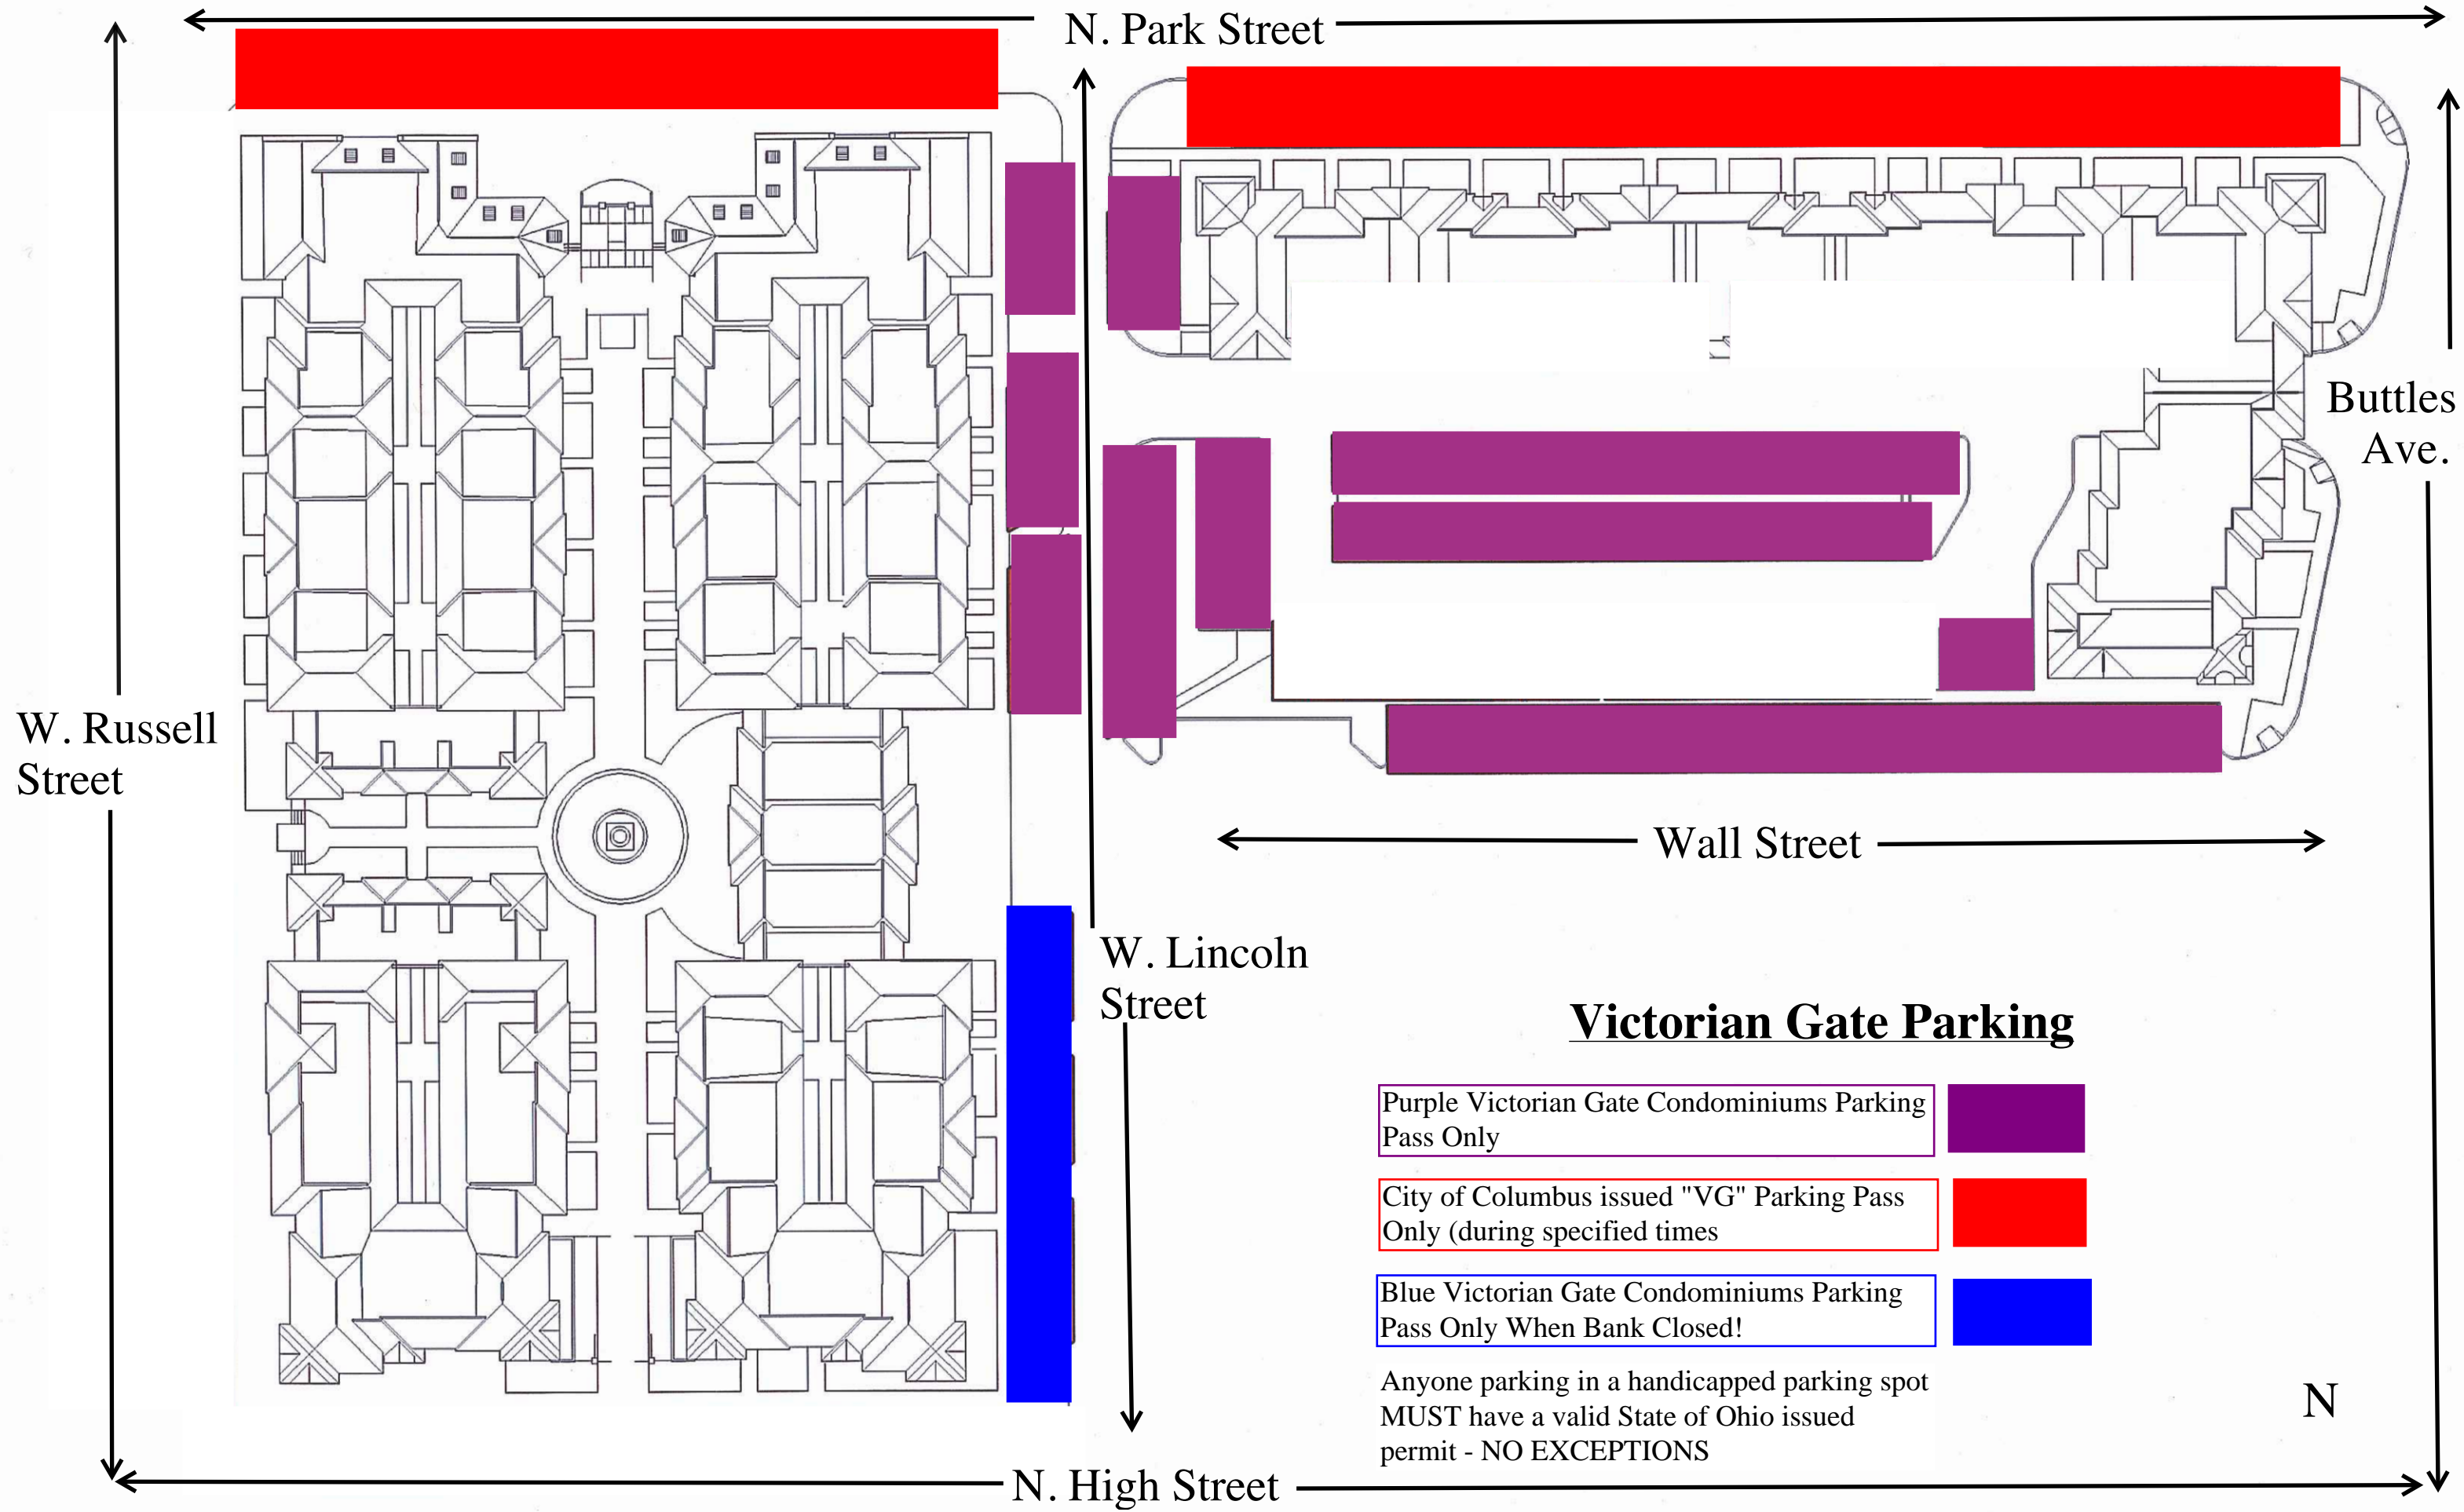 N. Park Street
Buttles
Ave.
W. Russell
Street
Wall Street
W. Lincoln
Street
Victorian Gate Parking
Purple Victorian Gate Condominiums Parking
Pass Only
City of Columbus issued "VG" Parking Pass
Only (during specified times
Blue Victorian Gate Condominiums Parking
Pass Only When Bank Closed!
Anyone parking in a handicapped parking spot
MUST have a valid State of Ohio issued
permit - NO EXCEPTIONS
N
N. High Street